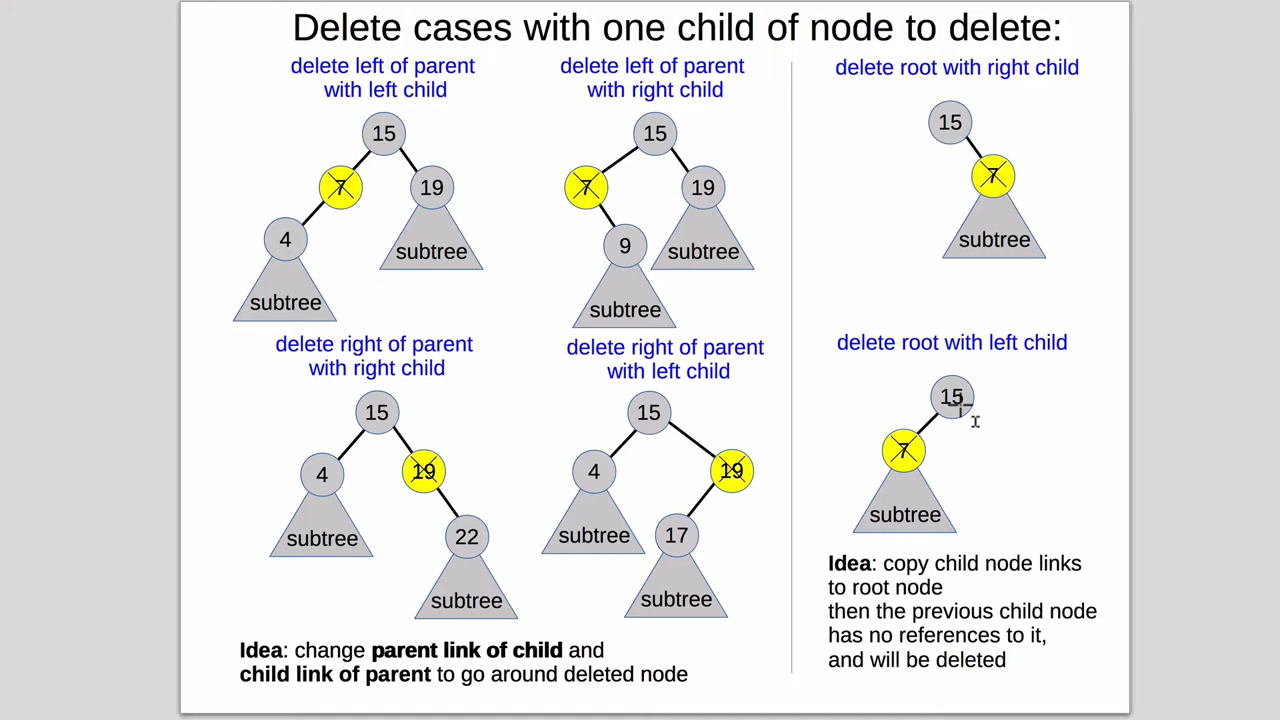 Delete cases with one child of node to delete:
delete left of parent
with left child
15
7
19
4
subtree
subtree
delete left of parent
with right child
15
7
19
9
subtree
subtree
delete root with right child
15
7
subtree
delete right of parent
with right child
15
4
19
subtree
22
subtree
delete right of parent
with left child
15
4
19
subtree
17
subtree
delete root with left child
15
7
subtree
Idea: change parent link of child and
child link of parent to go around deleted node
Idea: copy child node links
to root node
then the previous child node
has no references to it,
and will be deleted